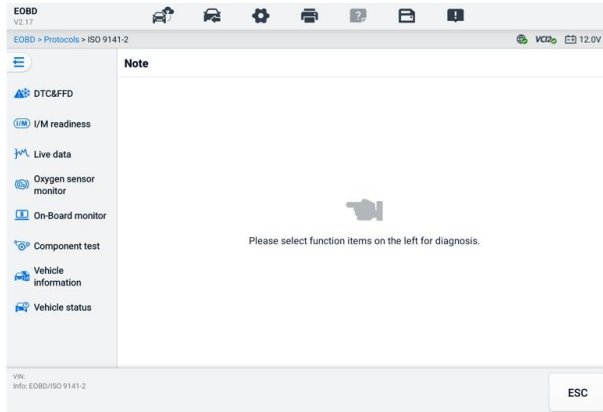 EOBD
V2.17
EOBD > Protocols > ISO 9141-2
VCI2
12.0V
Note
DTC&FFD
I/M
I/M readiness
Live data
Oxygen sensor
monitor
On-Board monitor
Component test
Vehicle
information
Vehicle status
Please select function items on the left for diagnosis.
VIN:
Info: EOBD/ISO 9141-2
ESC